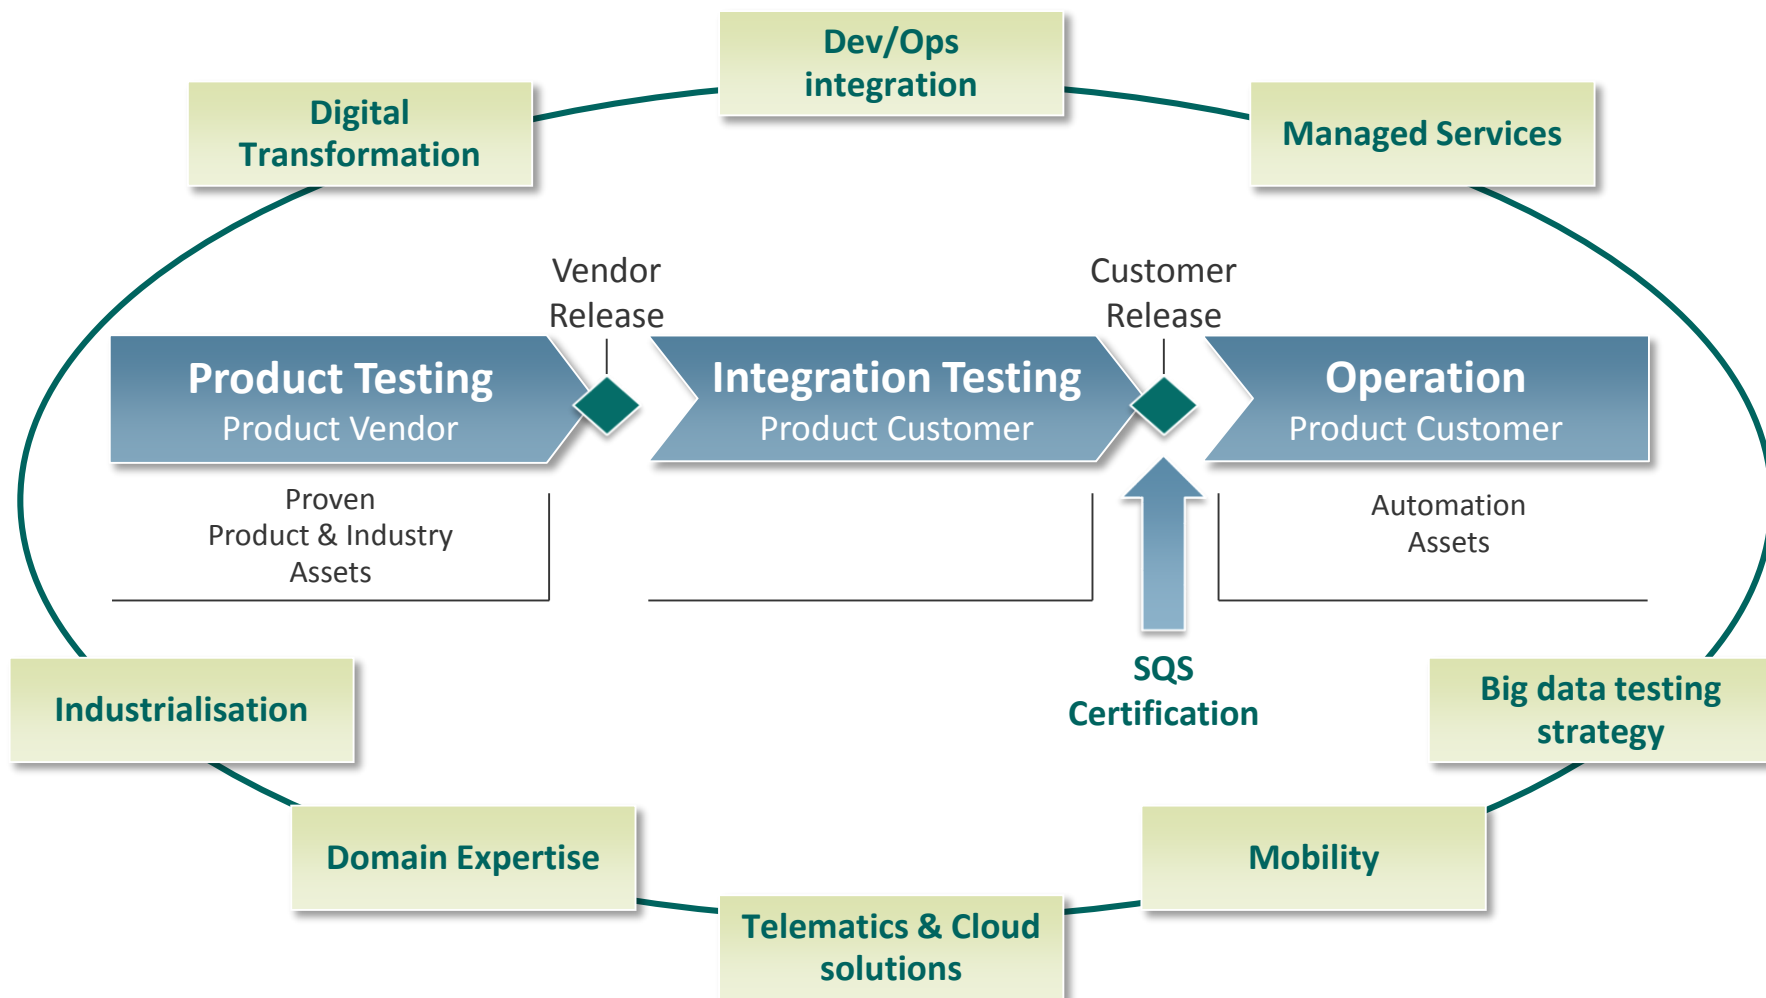 Dev/Ops
integration
Digital
Transformation
Managed Services
Vendor
Release
Customer
Release
Product Testing
Product Vendor
Integration Testing
Product Customer
Operation
Product Customer
Proven
Product & Industry
Assets
Automation
Assets
SQS
Certification
Industrialisation
Big data testing
strategy
Domain Expertise
Mobility
Telematics & Cloud
solutions